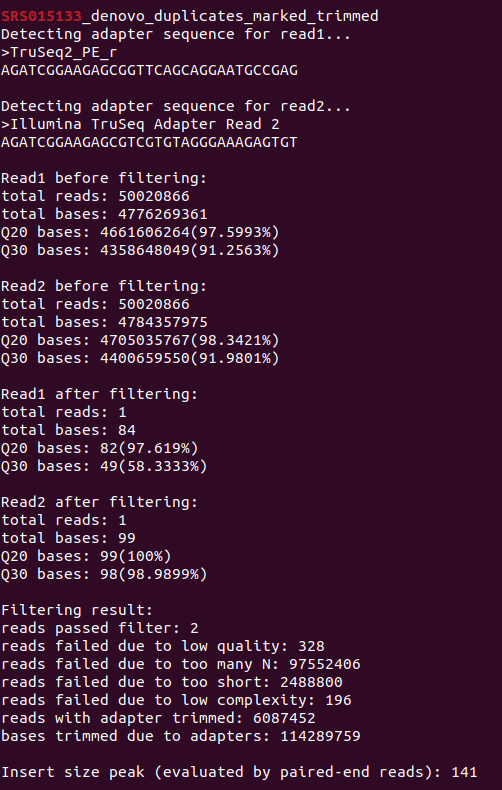 SRS015133_denovo_duplicates_marked_trimmed
Detecting adapter sequence for read1...
>TruSeq2_PE_r
AGATCGGAAGAGCGGTTCAGCAGGAATGCCGAG
Detecting adapter sequence for read2...
>Illumina TruSeq Adapter Read 2
AGATCGGAAGAGCGTCGTGTAGGGAAAGAGTGT
Read1 before filtering:
total reads: 50020866
total bases: 4776269361
Q20 bases: 4661606264(97.5993%)
Q30 bases: 4358648049(91.2563%)
Read2 before filtering:
total reads: 50020866
total bases: 4784357975
Q20 bases: 4705035767(98.3421%)
Q30 bases: 4400659550(91.9801%)
Read1 after filtering:
total reads: 1
total bases: 84
Q20 bases: 82(97.619%)
Q30 bases: 49(58.3333%)
Read2 after filtering:
total reads: 1
total bases: 99
Q20 bases: 99(100%)
Q30 bases: 98(98.9899%)
Filtering result:
reads passed filter: 2
reads failed due to low quality: 328
reads failed due to too many N: 97552406
reads failed due to too short: 2488800
reads failed due to low complexity: 196
reads with adapter trimmed: 6087452
bases trimmed due to adapters: 114289759
Insert size peak (evaluated by paired-end reads): 141